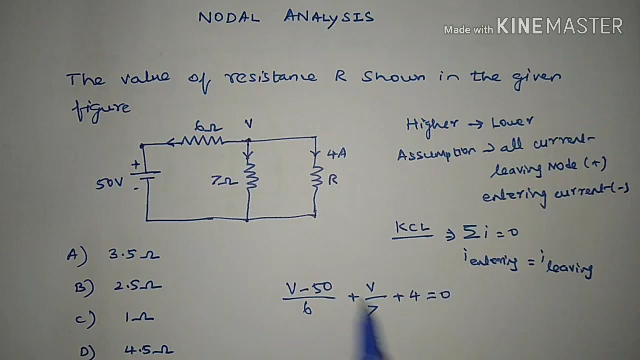 NODAL ANALYSIS
Made with KINEMASTER
The value of resistance R shown in the given
figure
6Ω
V
50V
+
-
7Ω
4A
R
Higher → Lower
Assumption → all current-
leaving node (+)
entering current-(-)
KCL ⇒ Σi = 0
i entering = i leaving
A) 3.5Ω
B) 2.5Ω
C) 1Ω
D) 4.5Ω
V-50/6 + V/7 + 4 = 0